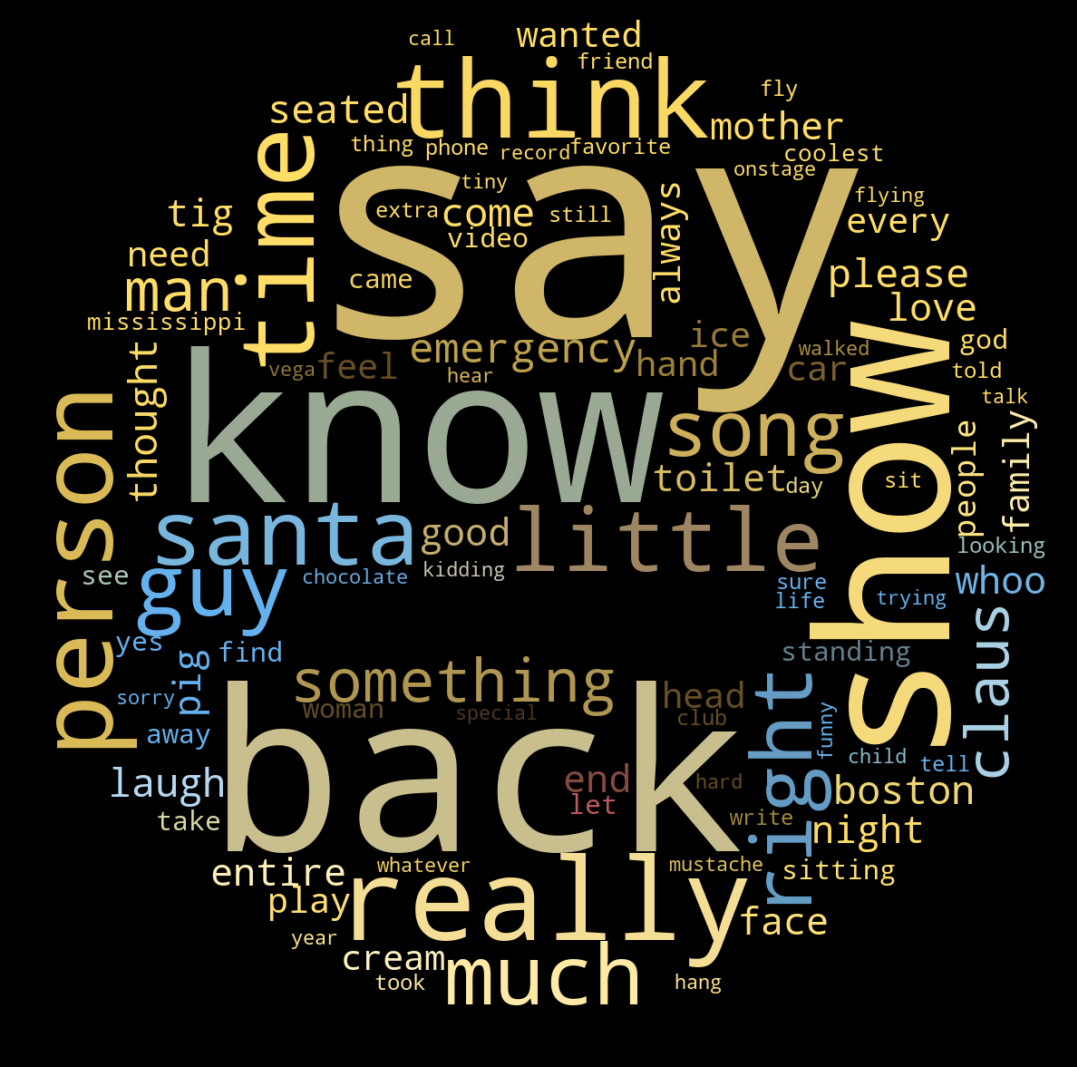 call
wanted
friend
think
fly
seated
mother
time
thing
phone
record
favorite
coolest
onstage
say
tiny
flying
tig
extra
come
still
always
every
video
need
please
man
came
love
mississippi
emergency
ice
god
thought
vega
feel
hear
hand
walked
car
told
know
show
talk
person
song
people
family
toilet
day
sit
santa
good
little
looking
see
guy
chocolate
kidding
sure
life
trying
whoo
yes
pig
find
standing
claus
something
sorry
woman
special
head
club
right
funny
away
back
child
tell
laugh
end
let
hard
boston
take
write
night
entire
whatever
really
mustache
sitting
play
face
year
cream
took
much
hang